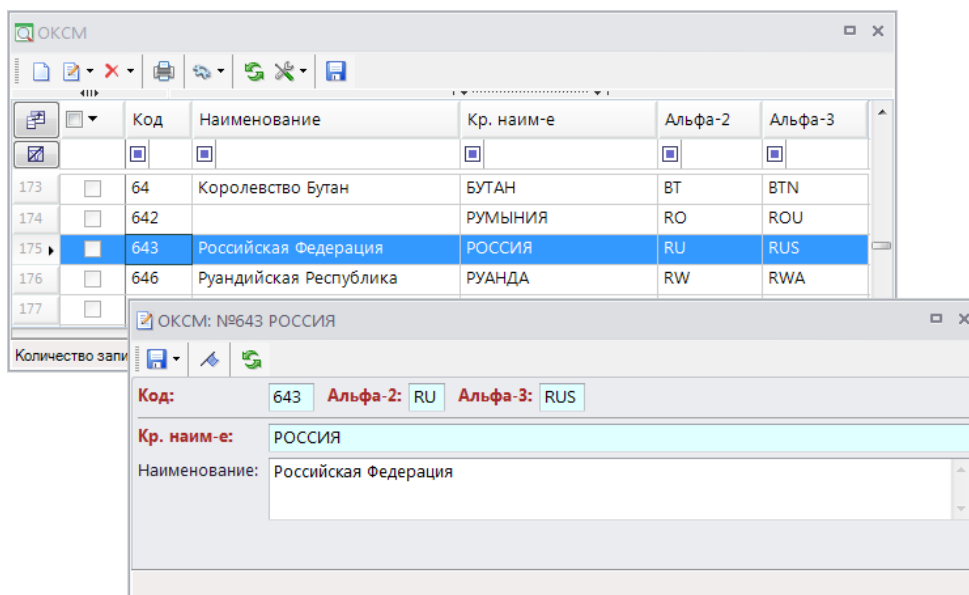 ОКСМ
Код Наименование Кр. наим-е Альфа-2 Альфа-3
173 64 Королевство Бутан БУТАН BT BTN
174 642 РУМЫНИЯ RO ROU
175 643 Российская Федерация РОССИЯ RU RUS
176 646 Руандийская Республика РУАНДА RW RWA
177
Количество запи
ОКСМ: №643 РОССИЯ
Код: 643 Альфа-2: RU Альфа-3: RUS
Кр. наим-е: РОССИЯ
Наименование: Российская Федерация